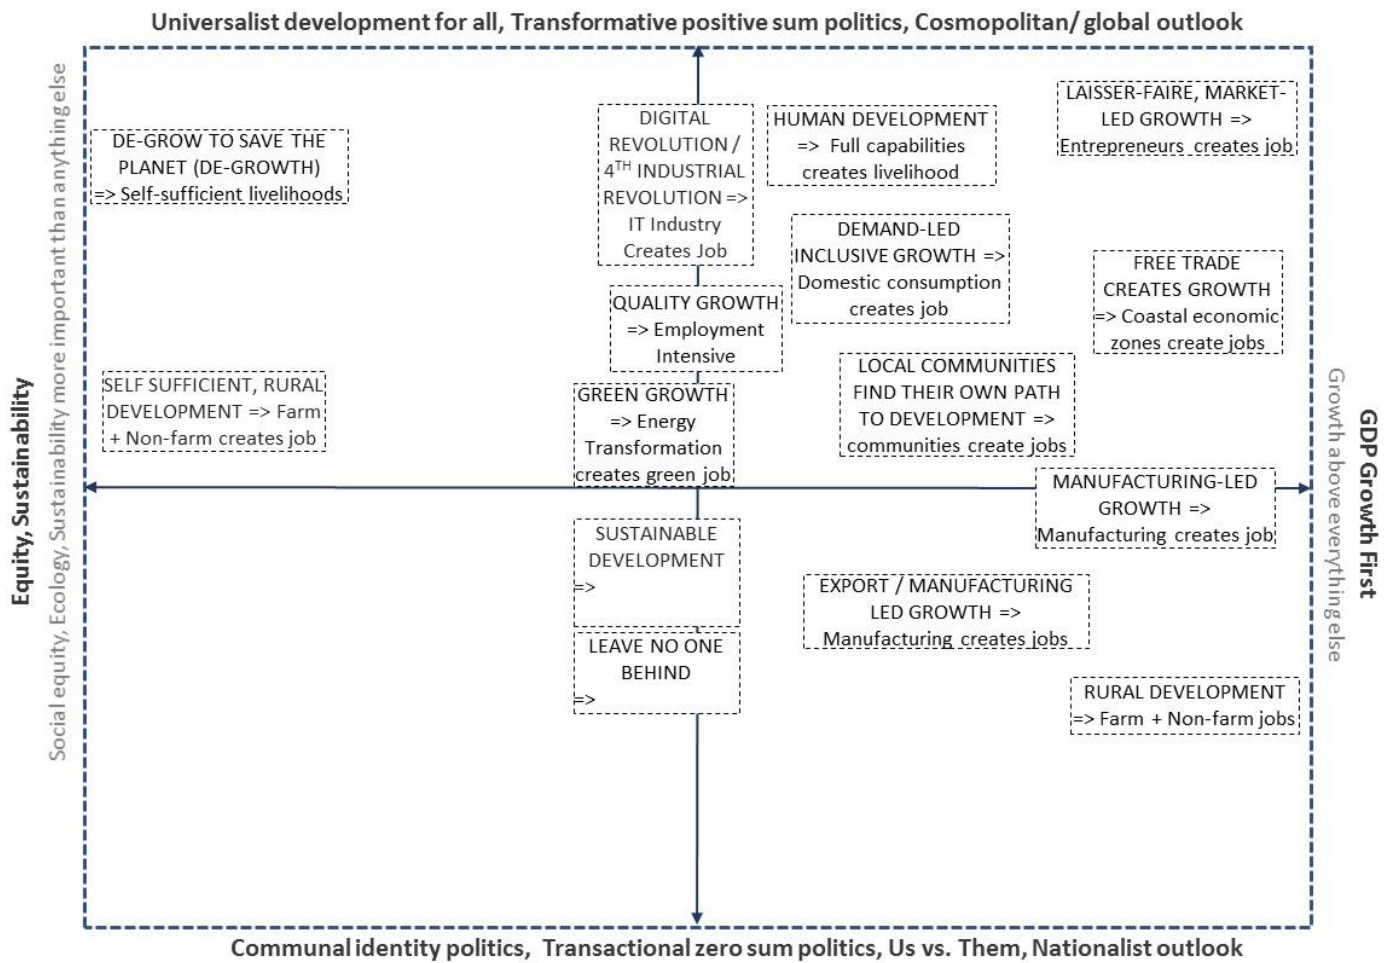 Universalist development for all, Transformative positive sum politics, Cosmopolitan/ global outlook
Equity, Sustainability
Social equity, Ecology, Sustainability more important than anything else
DE-GROW TO SAVE THE
PLANET (DE-GROWTH)
=> Self-sufficient livelihoods
SELF SUFFICIENT, RURAL
DEVELOPMENT => Farm
+ Non-farm creates job
DIGITAL
REVOLUTION /
4TH INDUSTRIAL
REVOLUTION =>
IT Industry
Creates Job
QUALITY GROWTH
=> Employment
Intensive
GREEN GROWTH
=> Energy
Transformation
creates green job
SUSTAINABLE
DEVELOPMENT
=>
LEAVE NO ONE
BEHIND
=>
HUMAN DEVELOPMENT
=> Full capabilities
creates livelihood
DEMAND-LED
INCLUSIVE GROWTH =>
Domestic consumption
creates job
LOCAL COMMUNITIES
FIND THEIR OWN PATH
TO DEVELOPMENT =>
communities create jobs
LAISSER-FAIRE, MARKET-
LED GROWTH =>
Entrepreneurs creates job
FREE TRADE
CREATES GROWTH
=> Coastal economic
zones create jobs
MANUFACTURING-LED
GROWTH =>
Manufacturing creates job
EXPORT / MANUFACTURING
LED GROWTH =>
Manufacturing creates jobs
RURAL DEVELOPMENT
=> Farm + Non-farm jobs
GDP Growth First
Growth above everything else
Communal identity politics, Transactional zero sum politics, Us vs. Them, Nationalist outlook